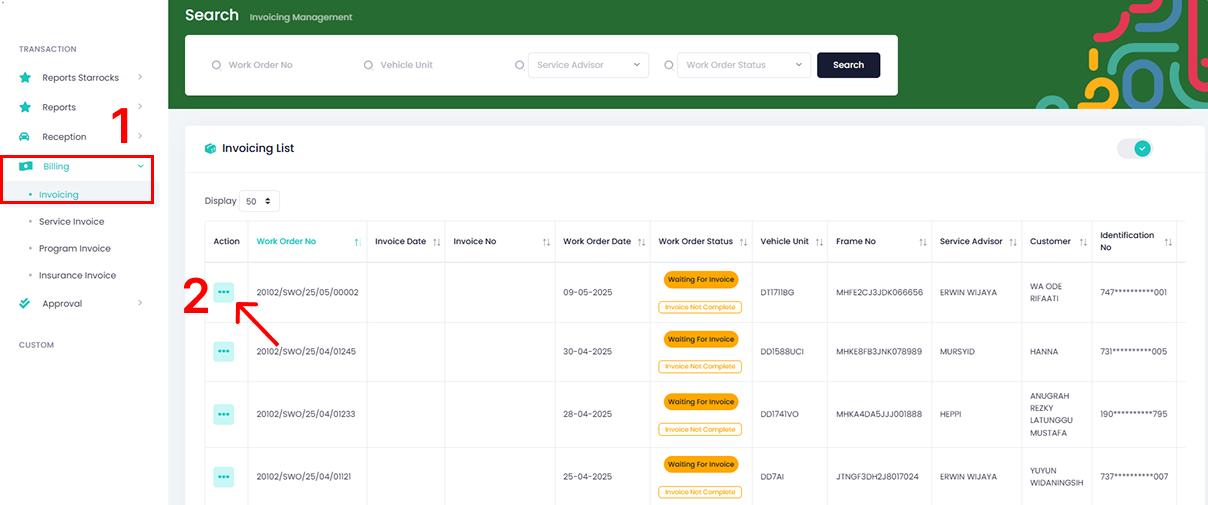 Search Invoicing Management
TRANSACTION
Reports Starrocks
Reports
Reception
Billing
Invoicing
Service Invoice
Program Invoice
Insurance Invoice
Approval
CUSTOM
1
Work Order No Vehicle Unit Service Advisor Work Order Status Search
Invoicing List
Display 50
Action Work Order No Invoice Date Invoice No Work Order Date Work Order Status Vehicle Unit Frame No Service Advisor Customer Identification
No
2
20102/SWO/25/05/00002 09-05-2025 Waiting For Invoice DT1711BG MHFE2CJ3JDK066656 ERWIN WIJAYA WA ODE 747**********001
Invoice Not Complete RIFAATI
20102/SWO/25/04/01245 30-04-2025 Waiting For Invoice DD1588UCI MHKE8FB3JNK078989 MURSYID HANNA 731**********005
Invoice Not Complete
20102/SWO/25/04/01233 28-04-2025 Waiting For Invoice DD1741VO MHKA4DA5JJJ001888 HEPPI ANUGRAH 190**********795
Invoice Not Complete REZKY
LATUNGGU
MUSTAFA
20102/SWO/25/04/01121 25-04-2025 Waiting For Invoice DD7AI JTNGF3DH2J8017024 ERWIN WIJAYA YUYUN 737**********007
Invoice Not Complete WIDANINGSIH